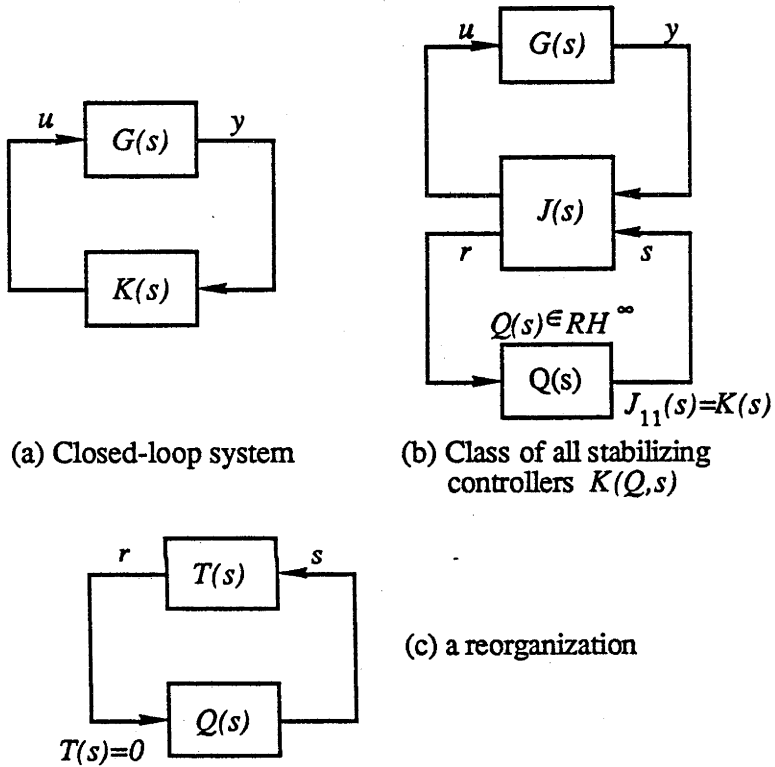 u
G(s)
y
K(s)
(a) Closed-loop system
u
G(s)
y
J(s)
r
s
Q(s)∈RH^∞
Q(s)
J₁₁(s)=K(s)
(b) Class of all stabilizing
controllers K(Q,s)
r
T(s)
s
(c) a reorganization
Q(s)
T(s)=0